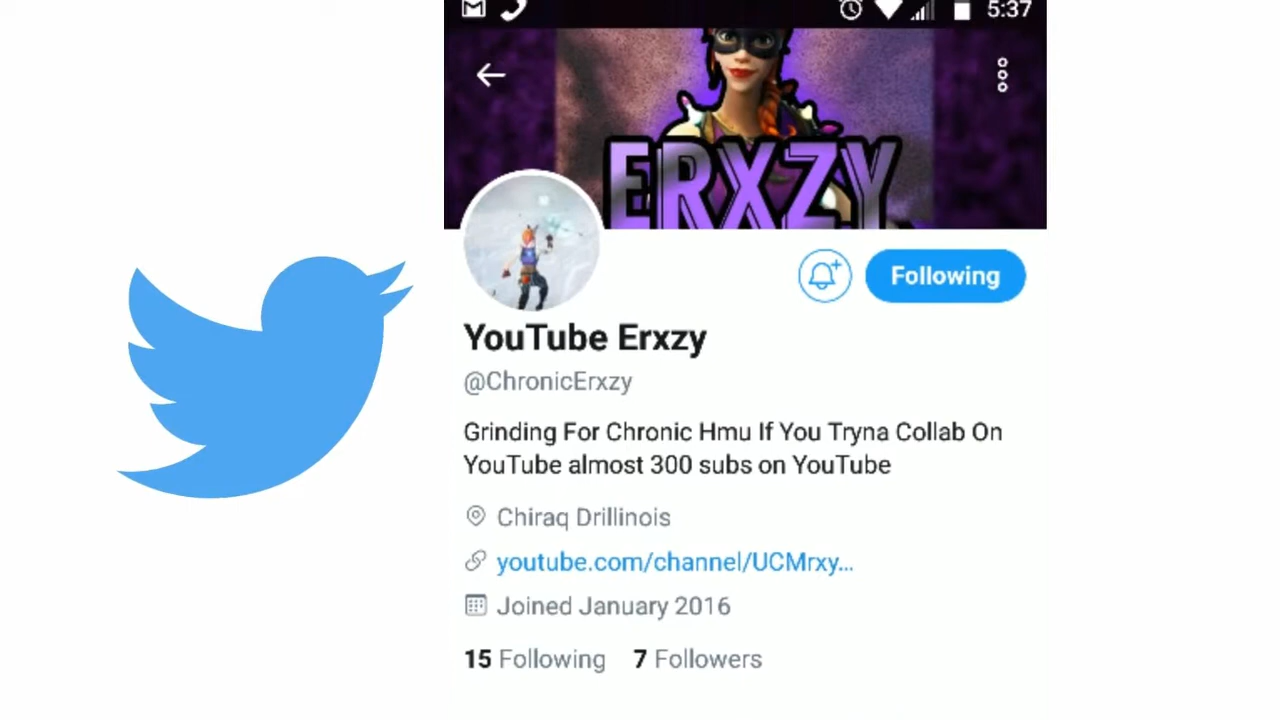 5:37
ERXZY
Following
YouTube Erxzy
@ChronicErxzy
Grinding For Chronic Hmu If You Tryna Collab On
YouTube almost 300 subs on YouTube
Chiraq Drillinois
youtube.com/channel/UCMrxy...
Joined January 2016
15 Following 7 Followers